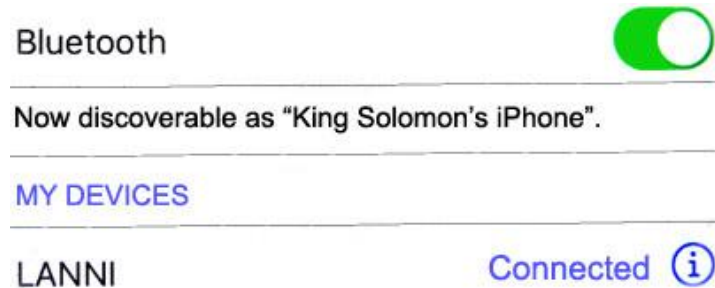 Bluetooth
Now discoverable as “King Solomon’s iPhone”.
MY DEVICES
LANNI Connected i